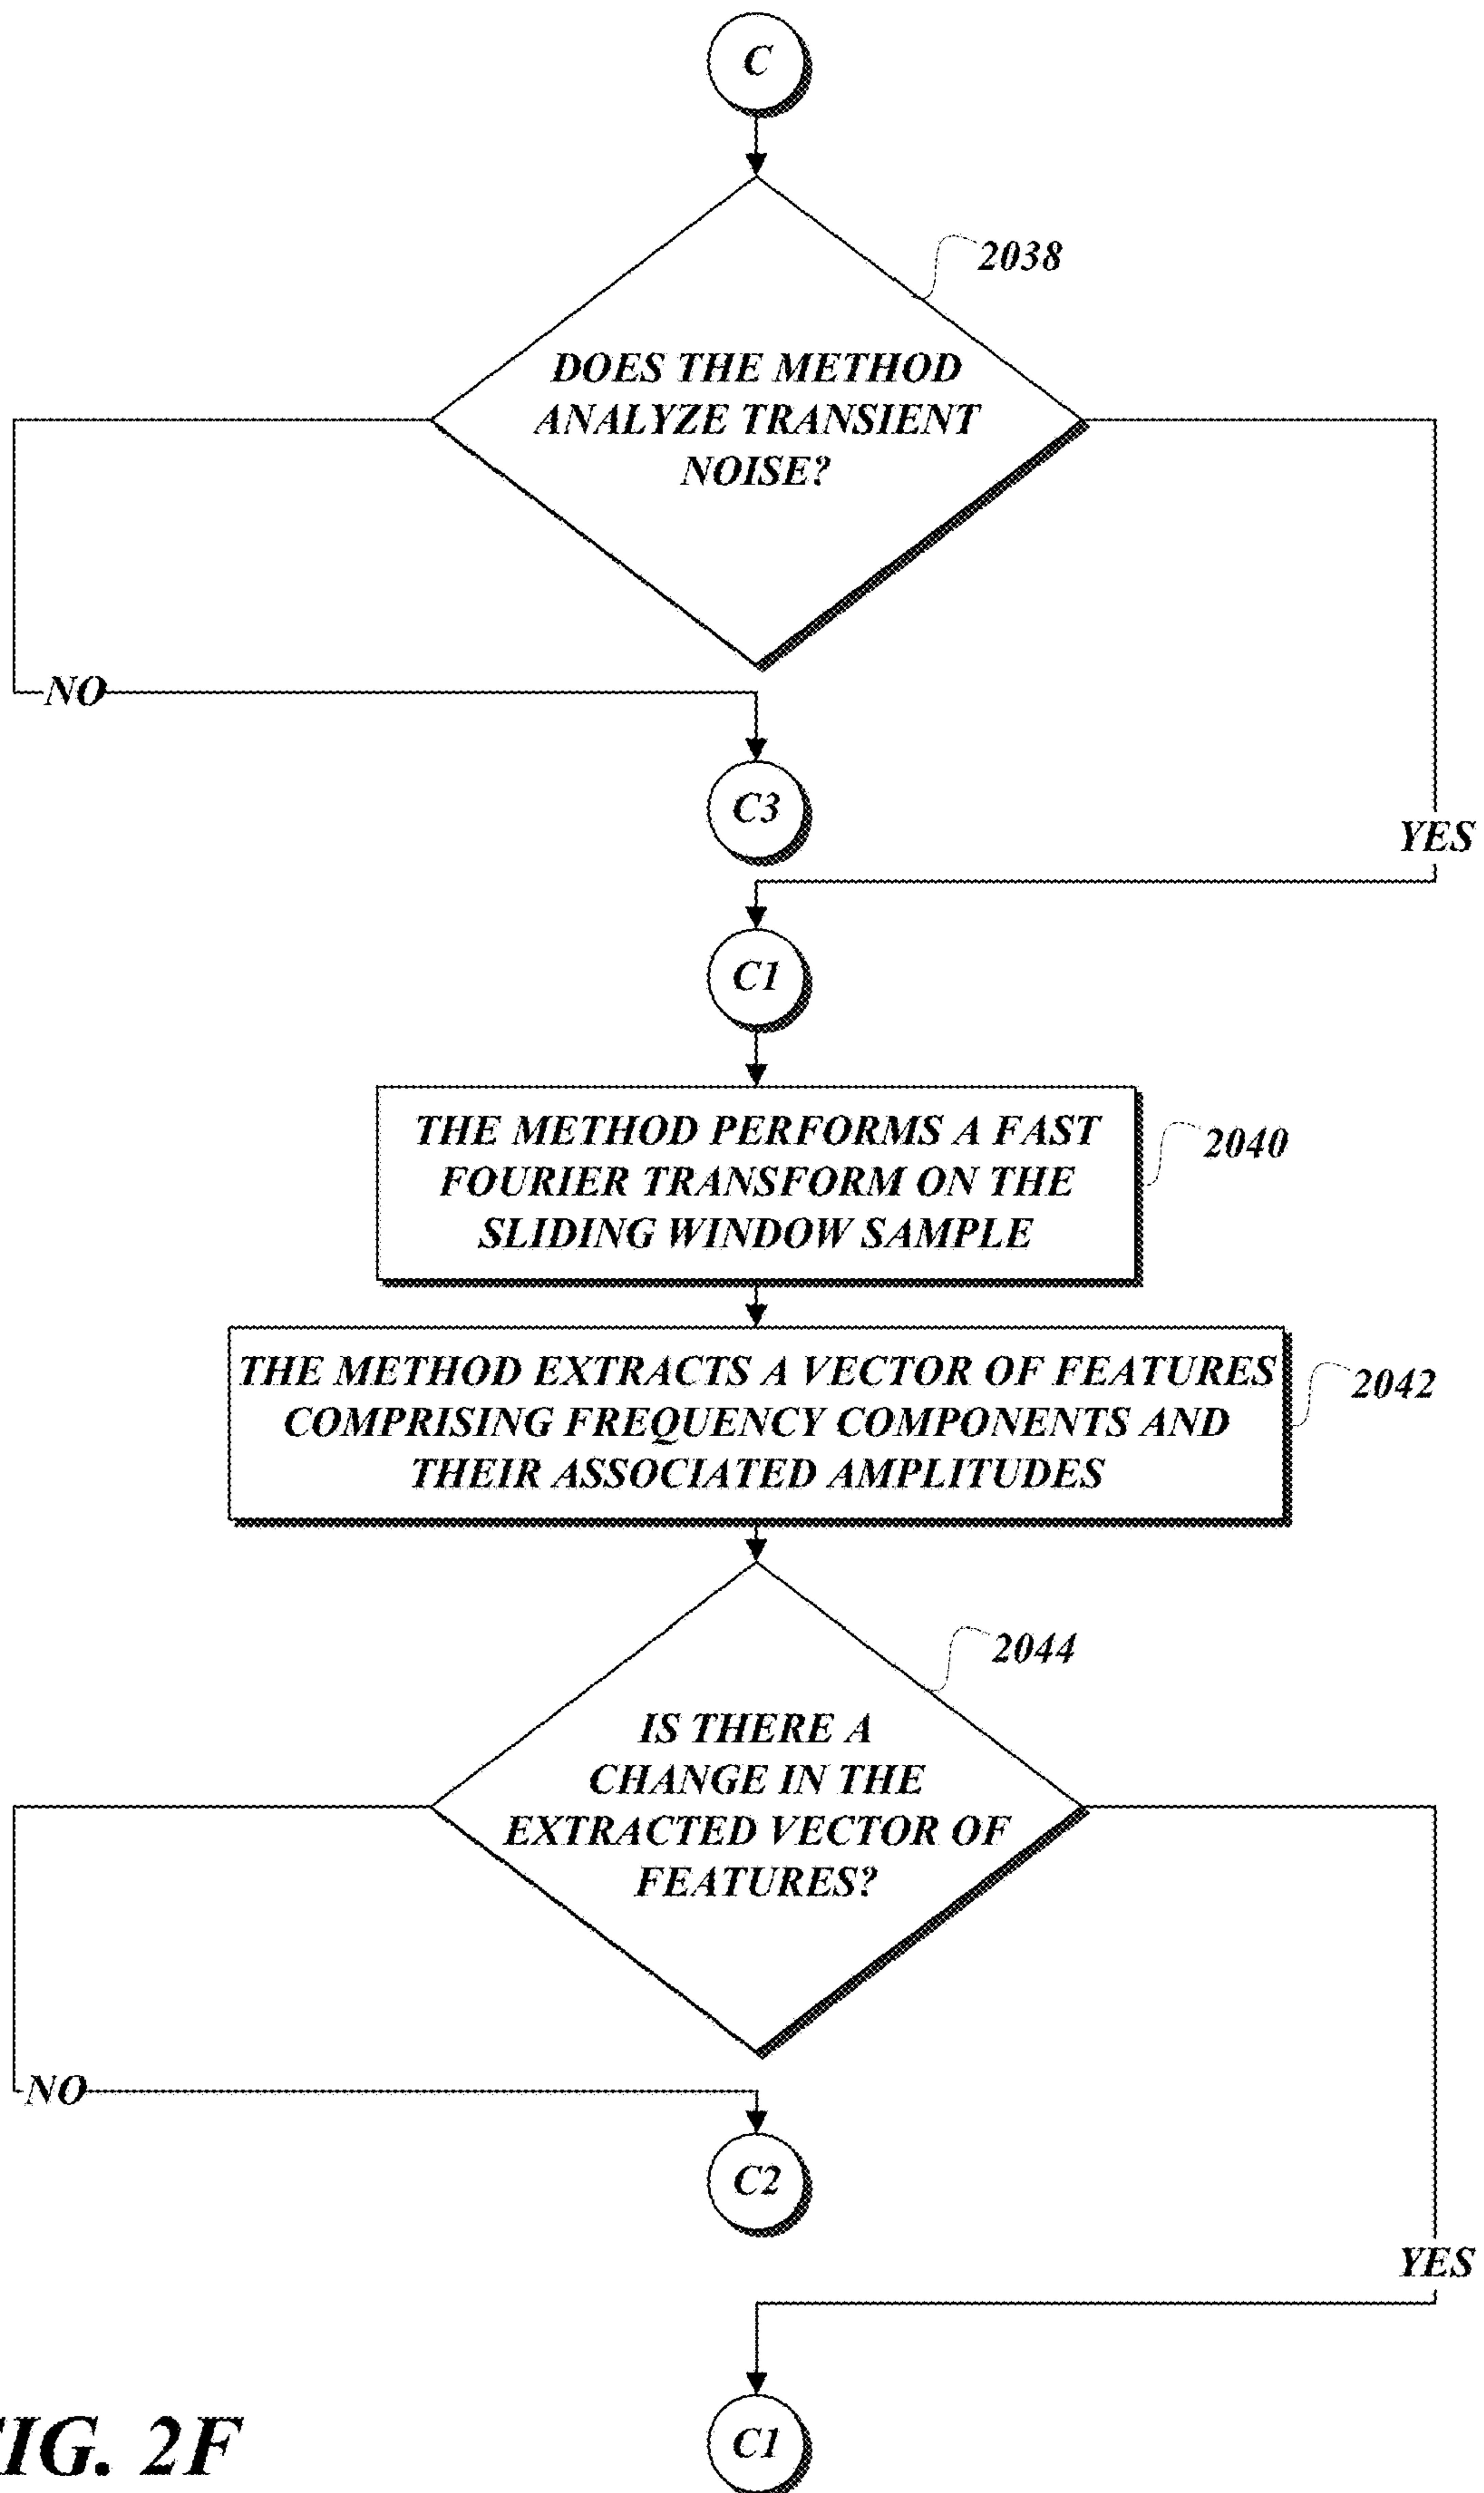 C
2038
DOES THE METHOD
ANALYZE TRANSIENT
NOISE?
NO
C3
YES
C1
THE METHOD PERFORMS A FAST
FOURIER TRANSFORM ON THE
SLIDING WINDOW SAMPLE
2040
THE METHOD EXTRACTS A VECTOR OF FEATURES
COMPRISING FREQUENCY COMPONENTS AND
THEIR ASSOCIATED AMPLITUDES
2042
2044
IS THERE A
CHANGE IN THE
EXTRACTED VECTOR OF
FEATURES?
NO
C2
YES
C1
FIG. 2F